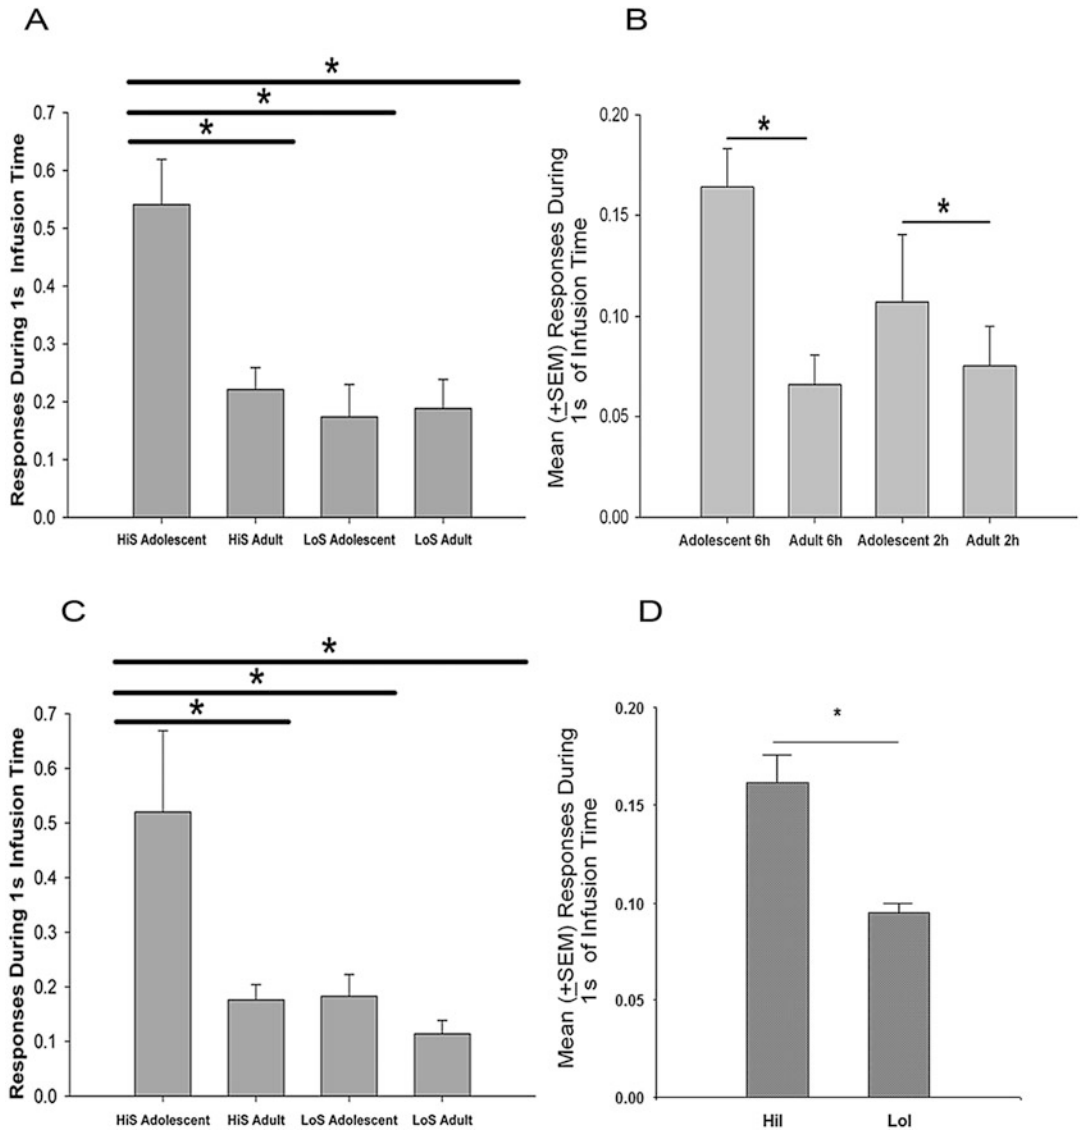 A
*
*
*
Responses During 1s Infusion Time
0.7
0.6
0.5
0.4
0.3
0.2
0.1
0.0
HiS Adolescent HiS Adult LoS Adolescent LoS Adult
B
*
*
Mean (+SEM) Responses During
1s of Infusion Time
0.20
0.15
0.10
0.05
0.00
Adolescent 6h Adult 6h Adolescent 2h Adult 2h
C
*
*
*
Responses During 1s Infusion Time
0.7
0.6
0.5
0.4
0.3
0.2
0.1
0.0
HiS Adolescent HiS Adult LoS Adolescent LoS Adult
D
*
Mean (+SEM) Responses During
1s of Infusion Time
0.20
0.15
0.10
0.05
0.00
HiI LoI